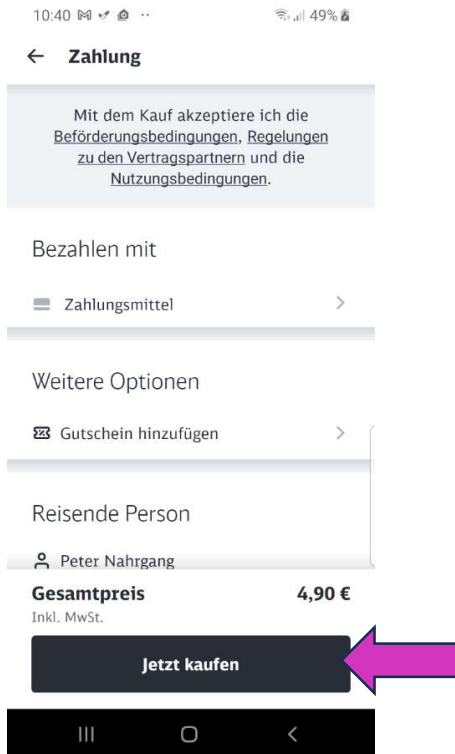 10:40 49%
Zahlung
Mit dem Kauf akzeptiere ich die
Beförderungsbedingungen, Regelungen
zu den Vertragspartnern und die
Nutzungsbedingungen.
Bezahlen mit
Zahlungsmittel
Weitere Optionen
Gutschein hinzufügen
Reisende Person
Peter Nahrgang
Gesamtpreis 4,90 €
Inkl. MwSt.
Jetzt kaufen